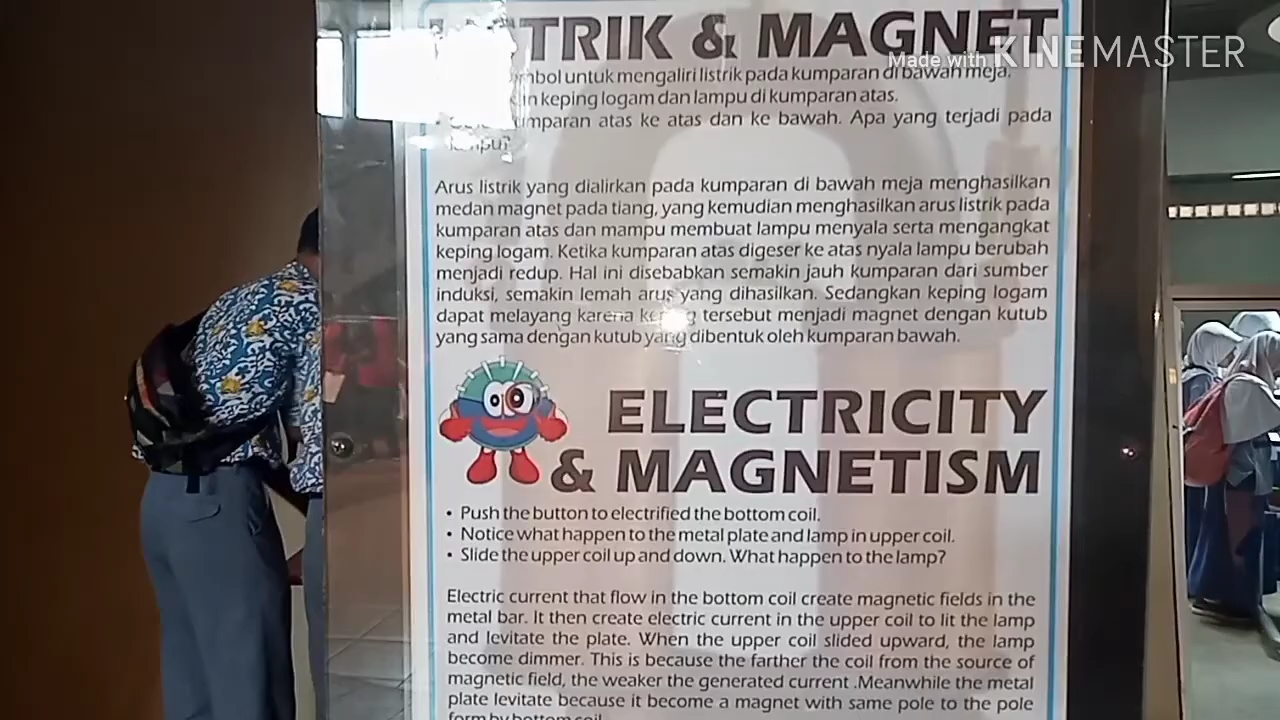 TRIK & MAGNET
Made with KINEMASTER
untuk mengaliri listrik pada kumparan di bawah meja.
keping logam dan lampu di kumparan atas.
atas ke atas dan ke bawah. Apa yang terjadi pada
Arus listrik yang dialirkan pada kumparan di bawah meja menghasilkan
medan magnet pada tiang, yang kemudian menghasilkan arus listrik pada
kumparan atas dan mampu membuat lampu menyala serta mengangkat
keping logam. Ketika kumparan atas digeser ke atas nyala lampu berubah
menjadi redup. Hal ini disebabkan semakin jauh kumparan dari sumber
induksi, semakin lemah arus yang dihasilkan. Sedangkan keping logam
dapat melayang karena keping tersebut menjadi magnet dengan kutub
yang sama dengan kutub yang dibentuk oleh kumparan bawah.
ELECTRICITY
& MAGNETISM
• Push the button to electrified the bottom coil.
• Notice what happen to the metal plate and lamp in upper coil.
• Slide the upper coil up and down. What happen to the lamp?
Electric current that flow in the bottom coil create magnetic fields in the
metal bar. It then create electric current in the upper coil to lit the lamp
and levitate the plate. When the upper coil slided upward, the lamp
become dimmer. This is because the farther the coil from the source of
magnetic field, the weaker the generated current .Meanwhile the metal
plate levitate because it become a magnet with same pole to the pole
form by bottom coil.